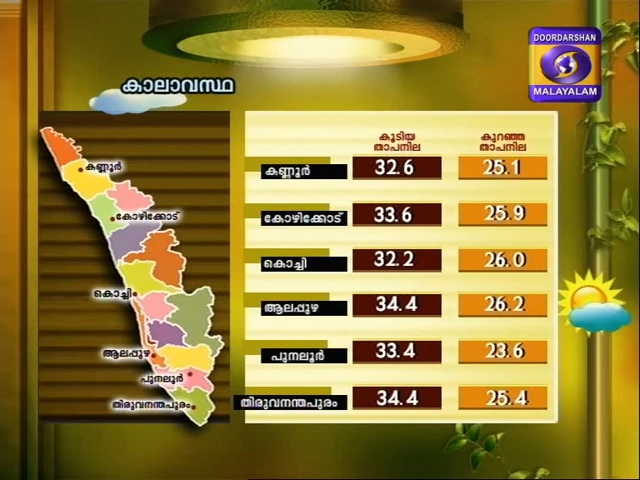 DOORDARSHAN
MALAYALAM
കാലാവസ്ഥ
കൂടിയ താപനില
കുറഞ്ഞ താപനില
കണ്ണൂർ 32.6 25.1
കോഴിക്കോട് 33.6 25.9
കൊച്ചി 32.2 26.0
ആലപ്പുഴ 34.4 26.2
പുനലൂർ 33.4 23.6
തിരുവനന്തപുരം 34.4 25.4
കണ്ണൂർ
കോഴിക്കോട്
കൊച്ചി
ആലപ്പുഴ
പുനലൂർ
തിരുവനന്തപുരം